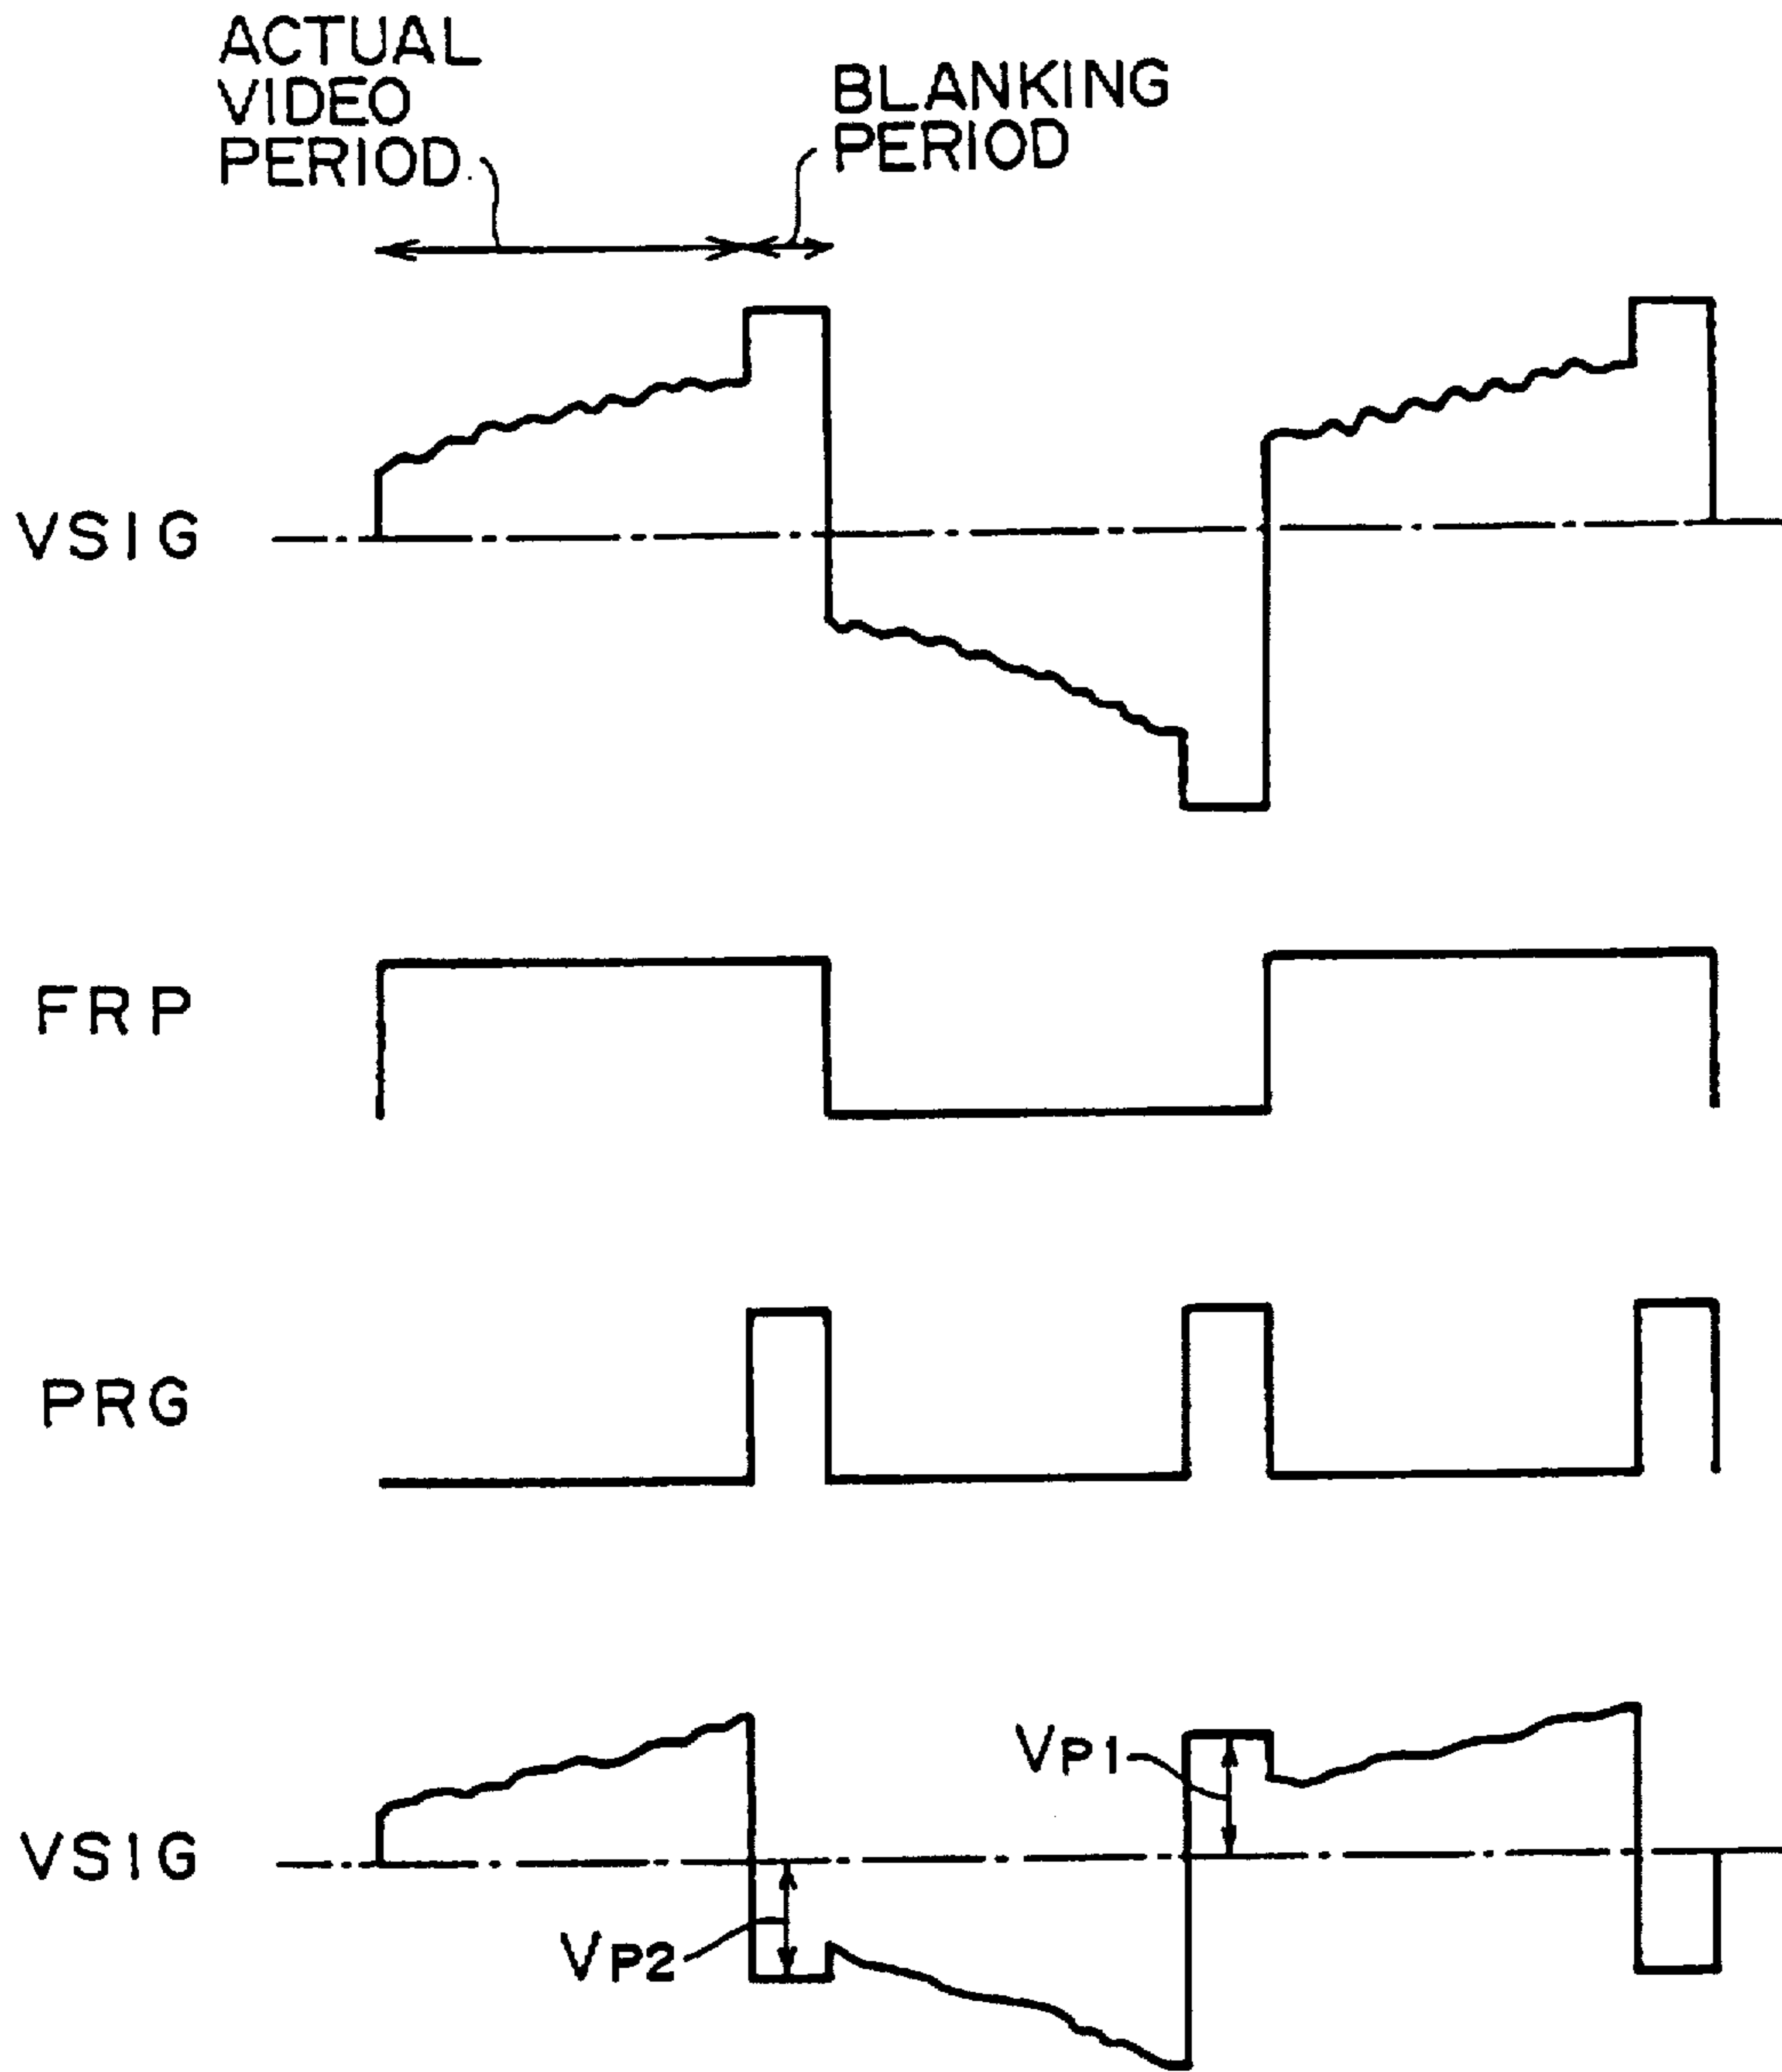 ACTUAL
VIDEO
PERIOD
BLANKING
PERIOD
VSIG
FRP
PRG
VSIG
VP1
VP2